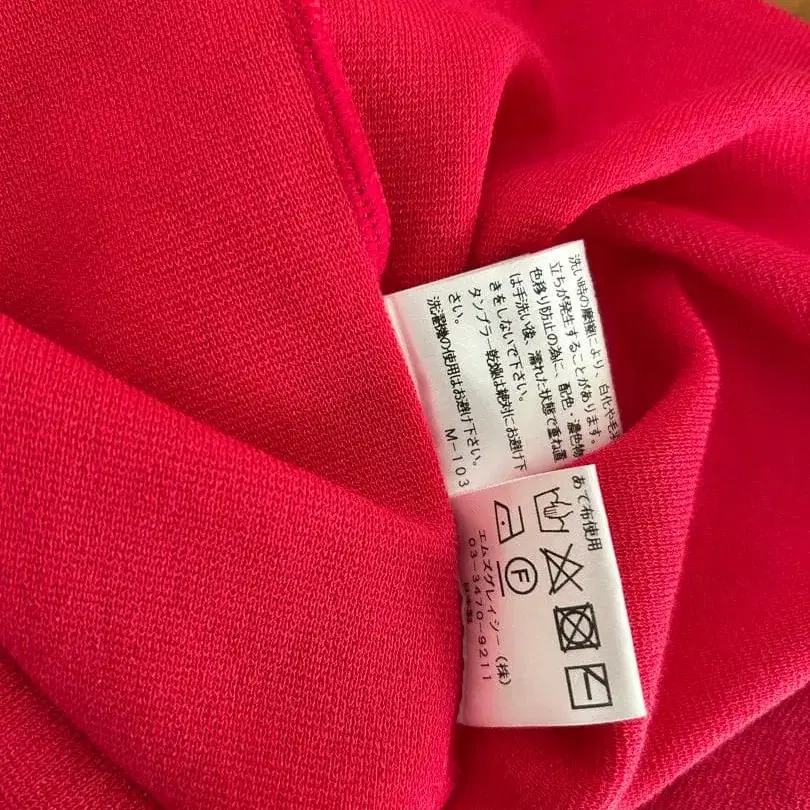 洗い時の摩擦により、白化や毛
立ちが発生することがあります。
色移り防止の為に、配色・濃色物
は手洗い後、濡れた状態で重ね置
きをしないで下さい。
タンブラー乾燥は絶対にお避け下
さい。
洗濯機の使用はお避け下さい。
M-103
あて布使用
F
エムズグレイシー(株)
03-3470-9211
日本製